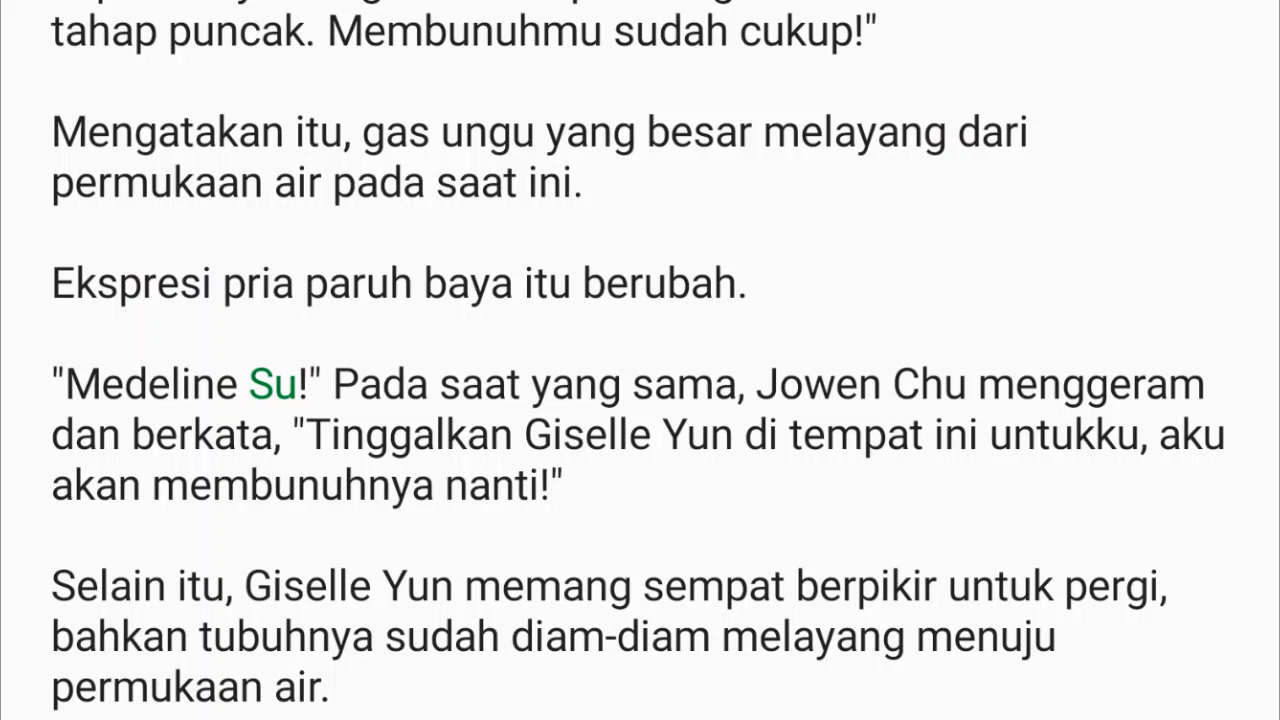 tahap puncak. Membunuhmu sudah cukup!"
Mengatakan itu, gas ungu yang besar melayang dari
permukaan air pada saat ini.
Ekspresi pria paruh baya itu berubah.
"Medeline Su!" Pada saat yang sama, Jowen Chu menggeram
dan berkata, "Tinggalkan Giselle Yun di tempat ini untukku, aku
akan membunuhnya nanti!"
Selain itu, Giselle Yun memang sempat berpikir untuk pergi,
bahkan tubuhnya sudah diam-diam melayang menuju
permukaan air.